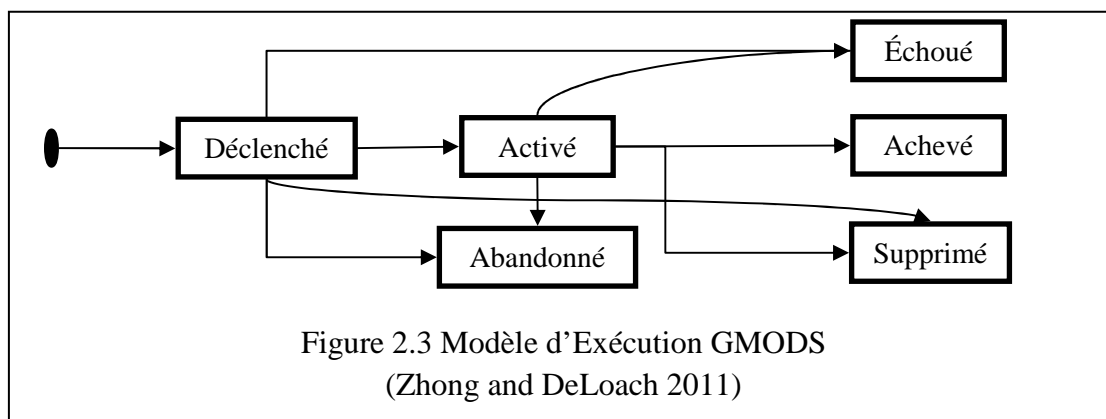 Échoué
Déclenché
Activé
Achevé
Abandonné
Supprimé
Figure 2.3 Modèle d’Exécution GMODS
(Zhong and DeLoach 2011)